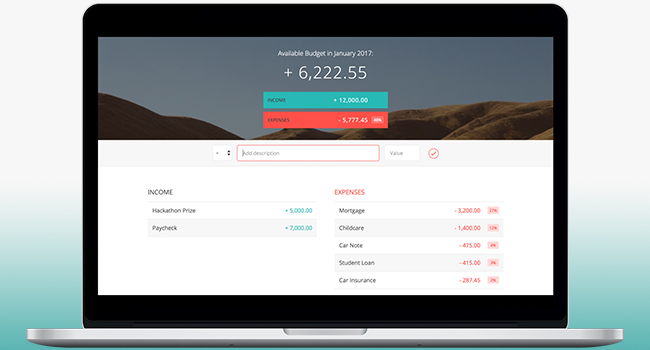 Available Budget in January 2017:
+ 6,222.55
INCOME + 12,000.00
EXPENSES - 5,777.45 48%
- Add description Value
INCOME
Hackathon Prize + 5,000.00
Paycheck + 7,000.00
EXPENSES
Mortgage - 3,200.00 27%
Childcare - 1,400.00 12%
Car Note - 475.00 4%
Student Loan - 415.00 3%
Car Insurance - 287.45 2%